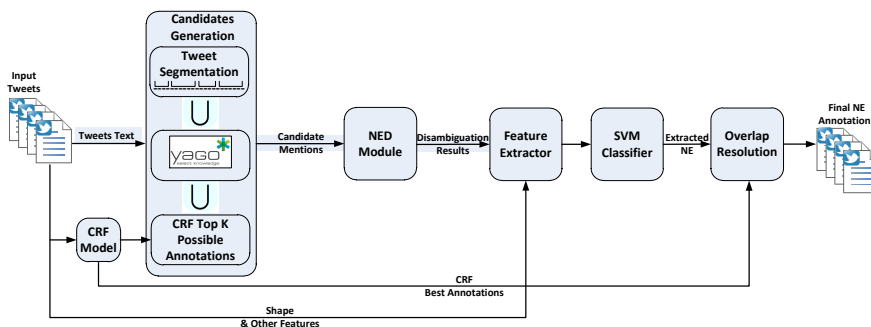 Candidates
Generation
Tweet
Segmentation
Input
Tweets
Tweets Text
yago
select knowledge
Candidate
Mentions
NED
Module
Disambiguation
Results
Feature
Extractor
SVM
Classifier
Extracted
NE
Overlap
Resolution
Final NE
Annotation
CRF
Model
CRF Top K
Possible
Annotations
CRF
Best Annotations
Shape
& Other Features